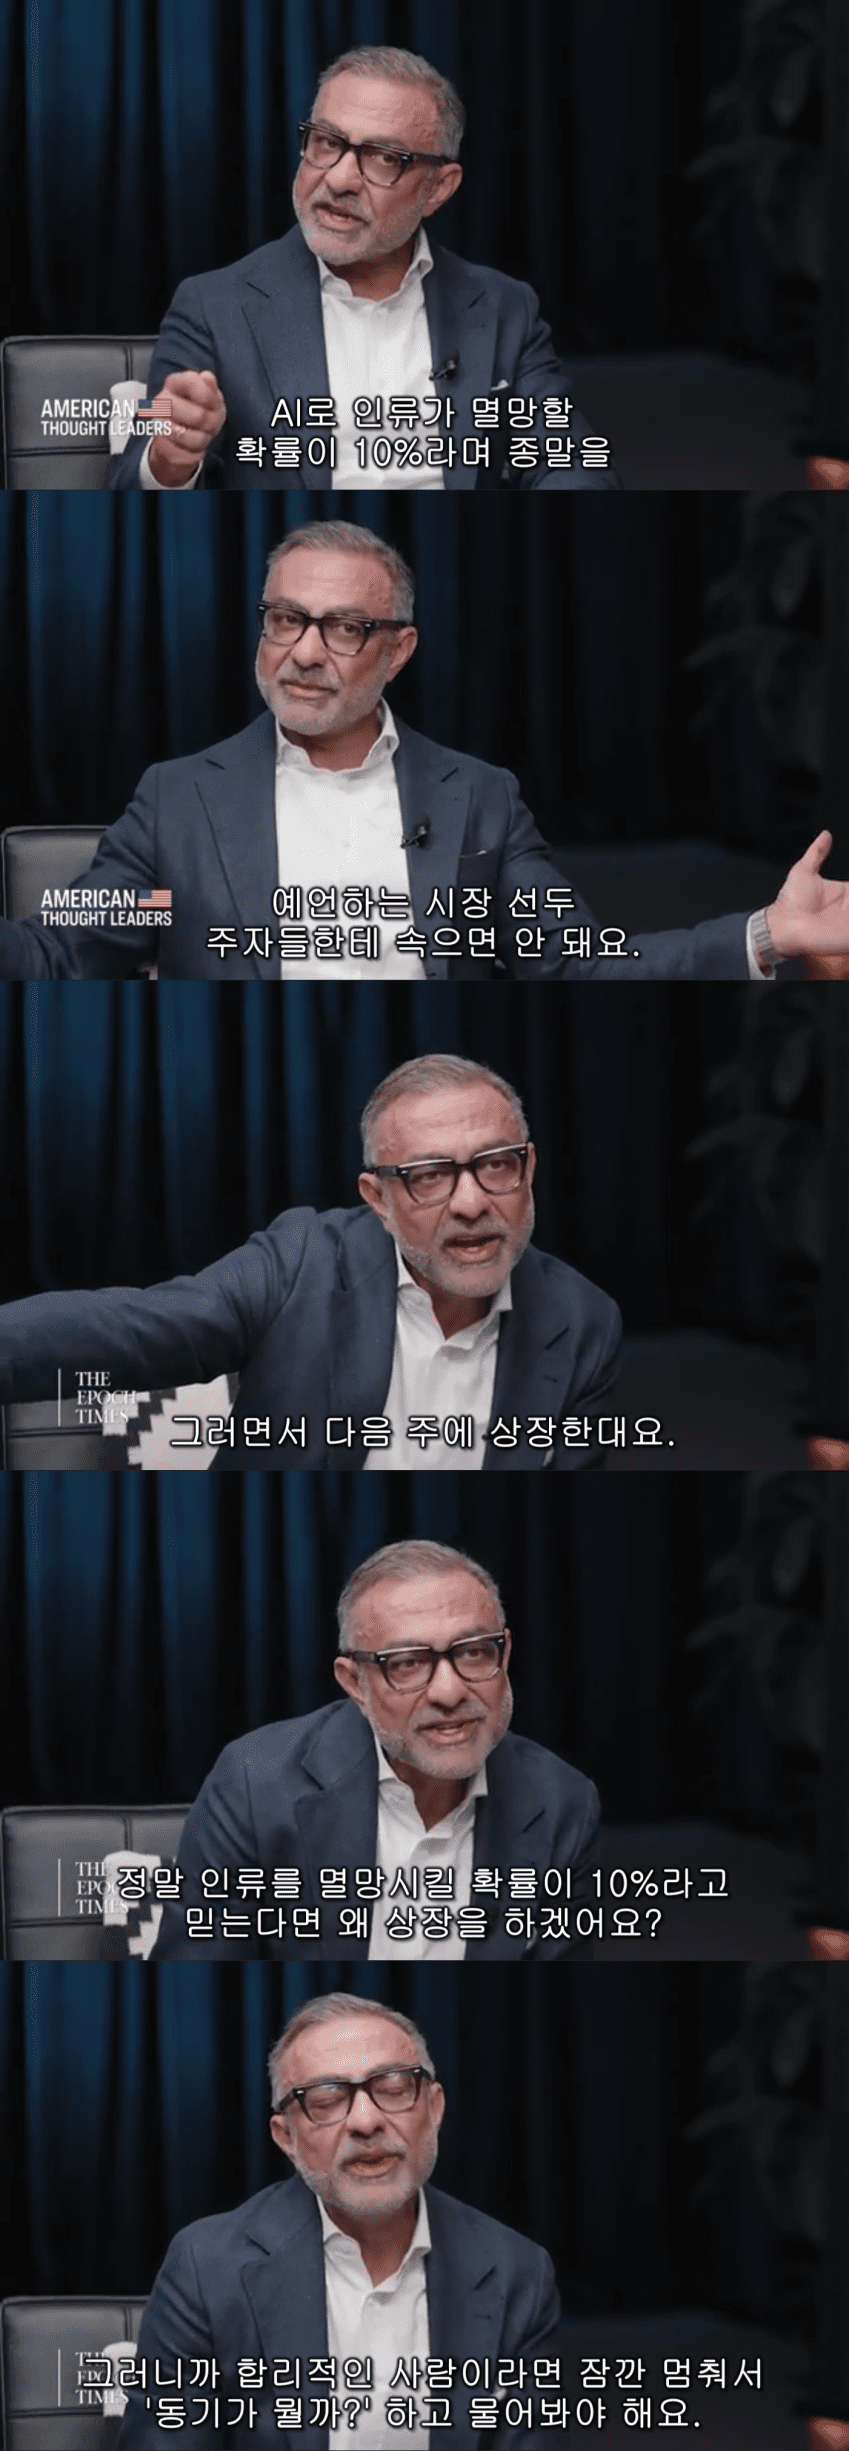 AMERICAN
THOUGHT LEADERS
AI로 인류가 멸망할
확률이 10%라며 종말을
AMERICAN
THOUGHT LEADERS
예언하는 시장 선두
주자들한테 속으면 안 돼요.
THE
EPOCH
TIMES
그러면서 다음 주에 상장한대요.
THE
EPOCH
TIMES
정말 인류를 멸망시킬 확률이 10%라고
믿는다면 왜 상장을 하겠어요?
THE
EPOCH
TIMES
그러니까 합리적인 사람이라면 잠깐 멈춰서
'동기가 뭘까?' 하고 물어봐야 해요.